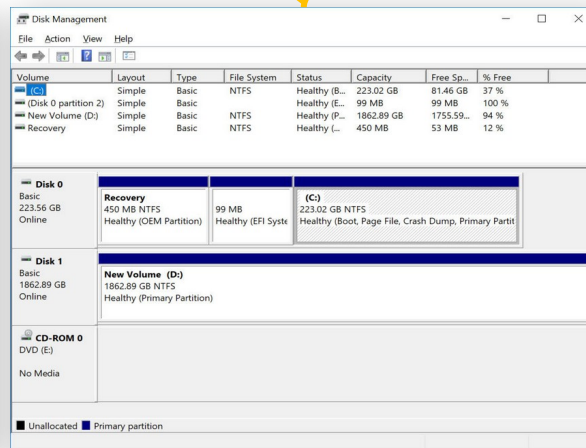 Disk Management
File Action View Help
Volume Layout Type File System Status Capacity Free Sp... % Free
(C:) Simple Basic NTFS Healthy (B... 223.02 GB 81.46 GB 37 %
(Disk 0 partition 2) Simple Basic Healthy (E... 99 MB 99 MB 100 %
New Volume (D:) Simple Basic NTFS Healthy (P... 1862.89 GB 1755.59... 94 %
Recovery Simple Basic NTFS Healthy (... 450 MB 53 MB 12 %
Disk 0
Basic
223.56 GB
Online
Recovery
450 MB NTFS
Healthy (OEM Partition)
99 MB
Healthy (EFI Syste
(C:)
223.02 GB NTFS
Healthy (Boot, Page File, Crash Dump, Primary Partit
Disk 1
Basic
1862.89 GB
Online
New Volume (D:)
1862.89 GB NTFS
Healthy (Primary Partition)
CD-ROM 0
DVD (E:)
No Media
Unallocated Primary partition